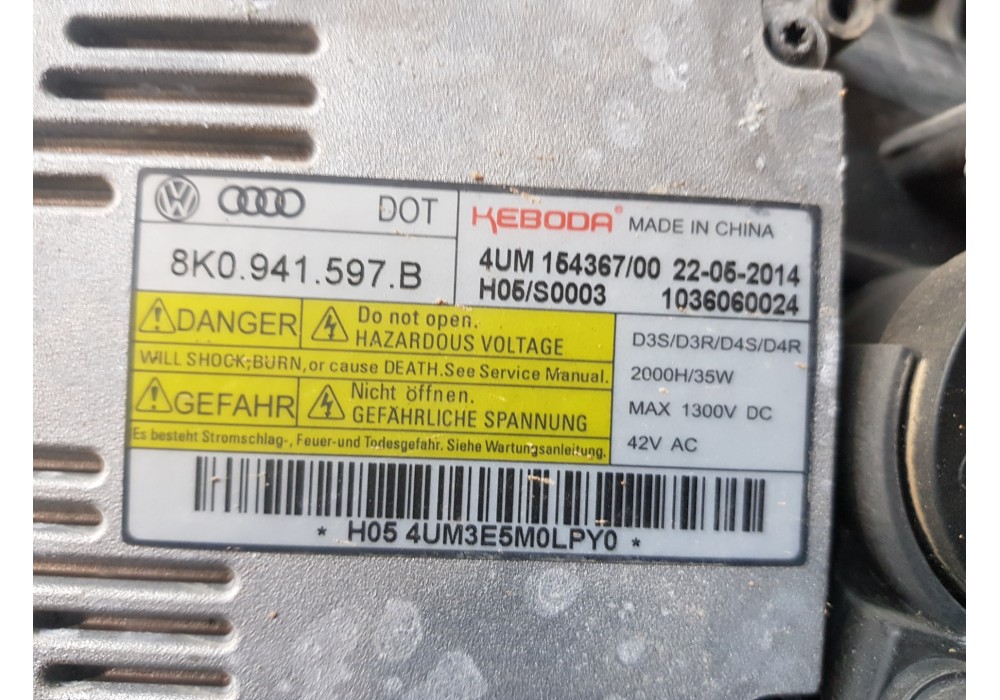 DOT
8K0.941.597.B
KEBODA® MADE IN CHINA
4UM 154367/00 22-05-2014
H05/S0003 1036060024
DANGER
Do not open.
HAZARDOUS VOLTAGE
WILL SHOCK,BURN,or cause DEATH.See Service Manual.
GEFAHR
Nicht öffnen.
GEFÄHRLICHE SPANNUNG
Es besteht Stromschlag-, Feuer-und Todesgefahr. Siehe Wartungsanleitung.
D3S/D3R/D4S/D4R
2000H/35W
MAX 1300V DC
42V AC
* H05 4UM3E5M0LPY0 *